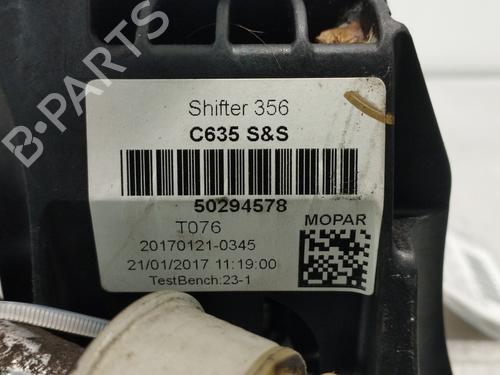 B-PARTS
Shifter 356
C635 S&S
50294578
T076
MOPAR
20170121-0345
21/01/2017 11:19:00
TestBench:23-1